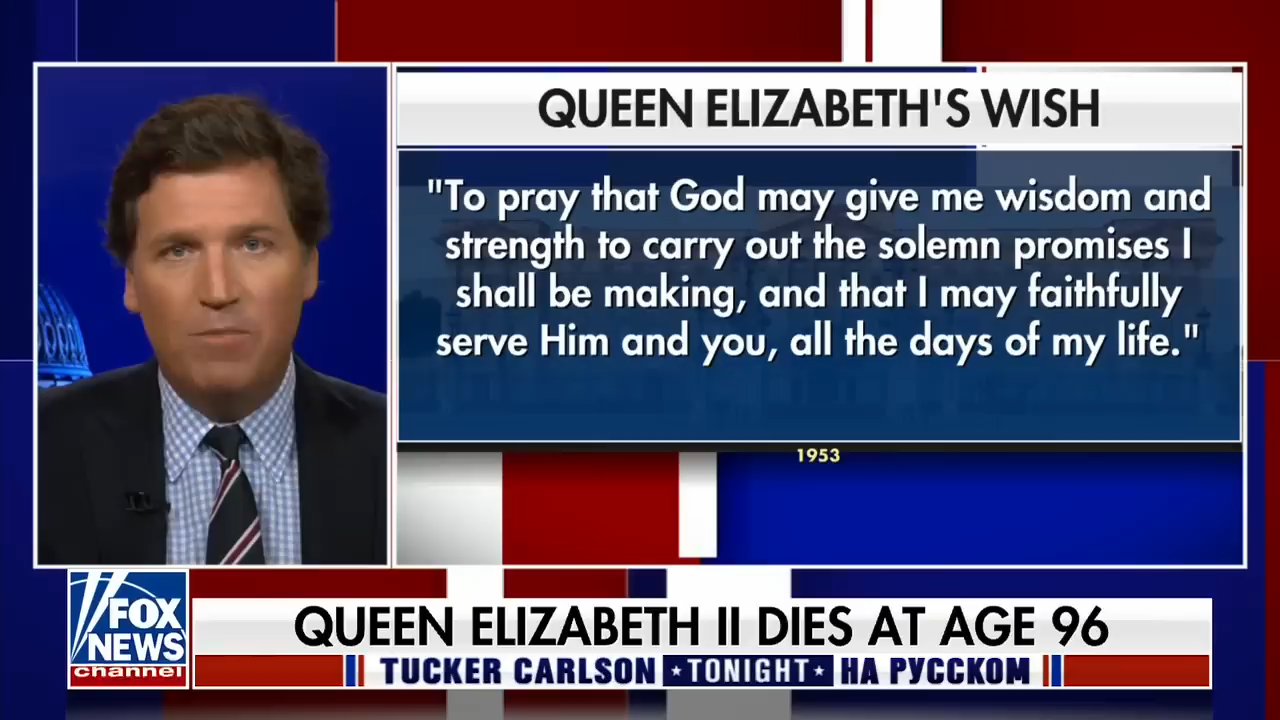 QUEEN ELIZABETH'S WISH
"To pray that God may give me wisdom and
strength to carry out the solemn promises I
shall be making, and that I may faithfully
serve Him and you, all the days of my life."
1953
FOX
NEWS
channel
QUEEN ELIZABETH II DIES AT AGE 96
TUCKER CARLSON ★TONIGHT★ НА РУССКОМ